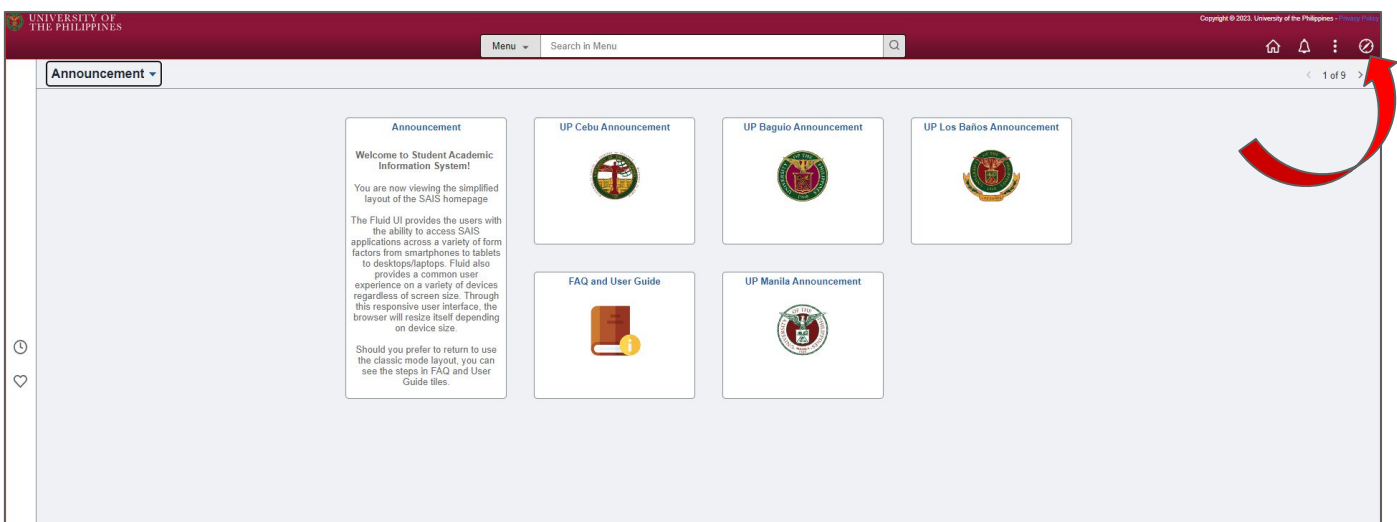 UNIVERSITY OF
THE PHILIPPINES
Copyright © 2023. University of the Philippines - Privacy Policy
Menu
Search in Menu
Announcement
1 of 9
Announcement
Welcome to Student Academic
Information System!
You are now viewing the simplified
layout of the SAIS homepage
The Fluid UI provides the users with
the ability to access SAIS
applications across a variety of form
factors from smartphones to tablets
to desktops/laptops. Fluid also
provides a common user
experience on a variety of devices
regardless of screen size. Through
this responsive user interface, the
browser will resize itself depending
on device size.
Should you prefer to return to use
the classic mode layout, you can
see the steps in FAQ and User
Guide tiles.
UP Cebu Announcement
UP Baguio Announcement
UP Los Baños Announcement
FAQ and User Guide
UP Manila Announcement